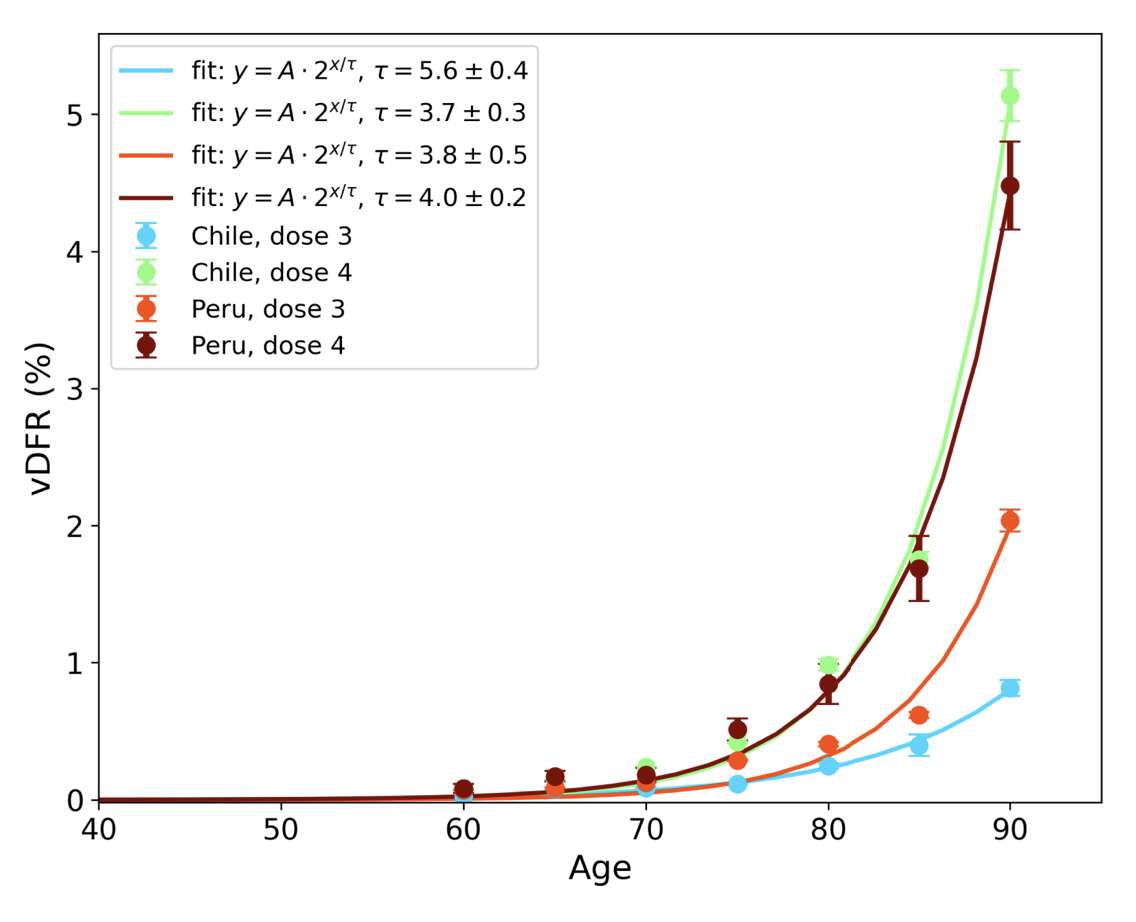 fit: y = A · 2^{x/τ}, τ = 5.6 ± 0.4
fit: y = A · 2^{x/τ}, τ = 3.7 ± 0.3
fit: y = A · 2^{x/τ}, τ = 3.8 ± 0.5
fit: y = A · 2^{x/τ}, τ = 4.0 ± 0.2
Chile, dose 3
Chile, dose 4
Peru, dose 3
Peru, dose 4
vDFR (%)
5
4
3
2
1
0
40 50 60 70 80 90
Age